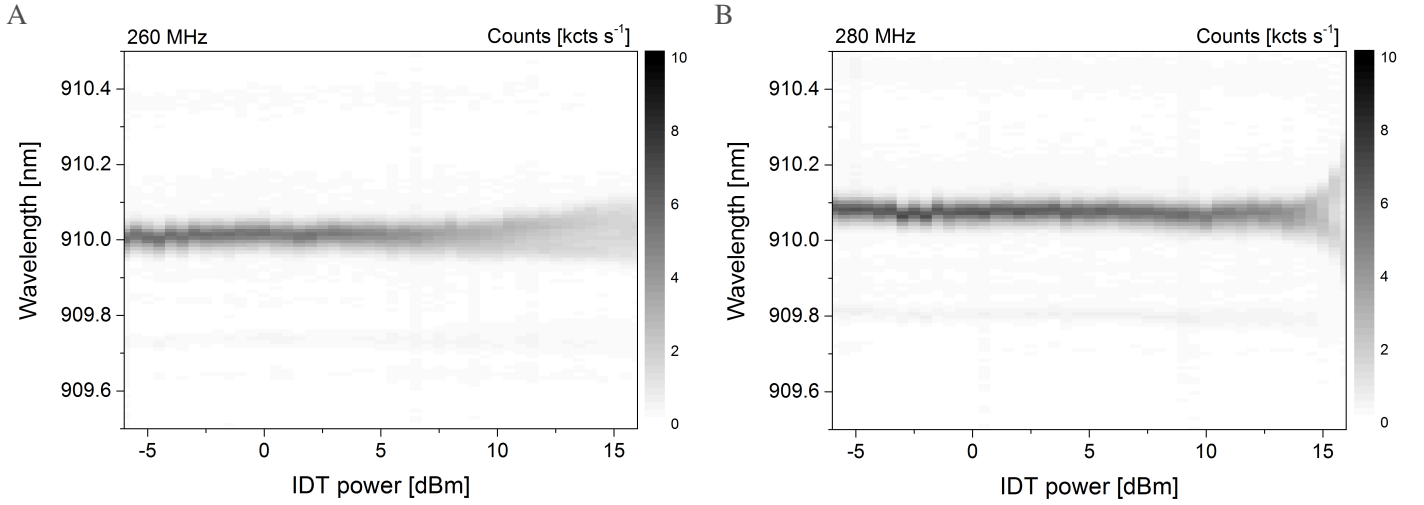 A
260 MHz Counts [kcts s⁻¹]
10
8
6
4
2
0
910.4
910.2
910.0
909.8
909.6
Wavelength [nm]
-5 0 5 10 15
IDT power [dBm]
B
280 MHz Counts [kcts s⁻¹]
10
8
6
4
2
0
910.4
910.2
910.0
909.8
909.6
Wavelength [nm]
-5 0 5 10 15
IDT power [dBm]